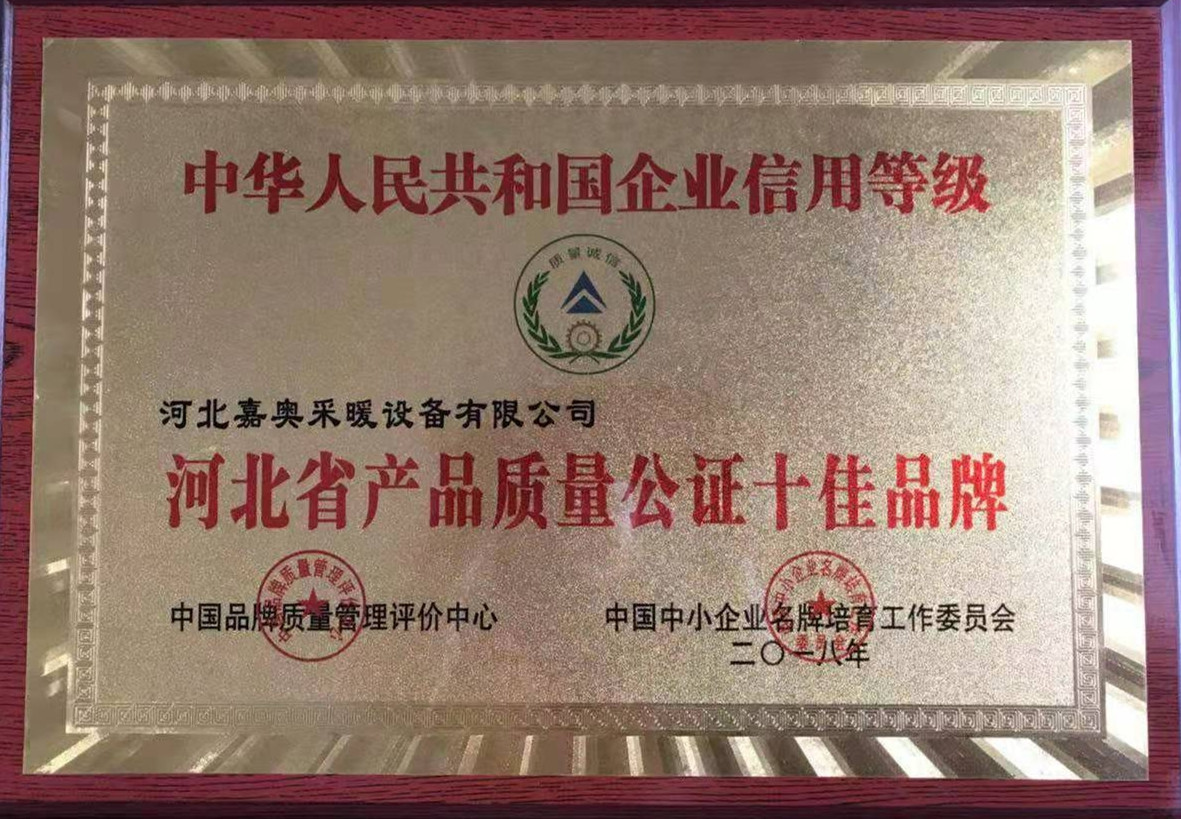 中华人民共和国企业信用等级
质量诚信
河北嘉奥采暖设备有限公司
河北省产品质量公证十佳品牌
中国品牌质量管理评价中心
中国中小企业名牌培育工作委员会
二〇一八年